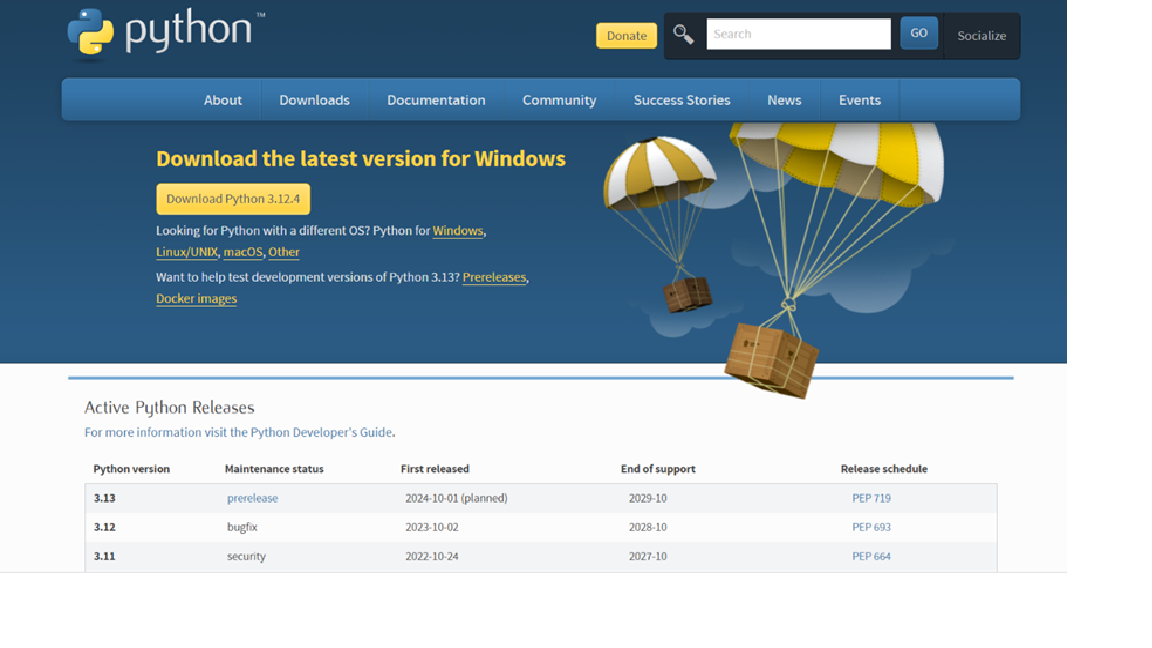 python™
Donate
Search
GO
Socialize
About Downloads Documentation Community Success Stories News Events
Download the latest version for Windows
Download Python 3.12.4
Looking for Python with a different OS? Python for Windows,
Linux/UNIX, macOS, Other
Want to help test development versions of Python 3.13? Prereleases,
Docker images
Active Python Releases
For more information visit the Python Developer's Guide.
Python version Maintenance status First released End of support Release schedule
3.13 prerelease 2024-10-01 (planned) 2029-10 PEP 719
3.12 bugfix 2023-10-02 2028-10 PEP 693
3.11 security 2022-10-24 2027-10 PEP 664